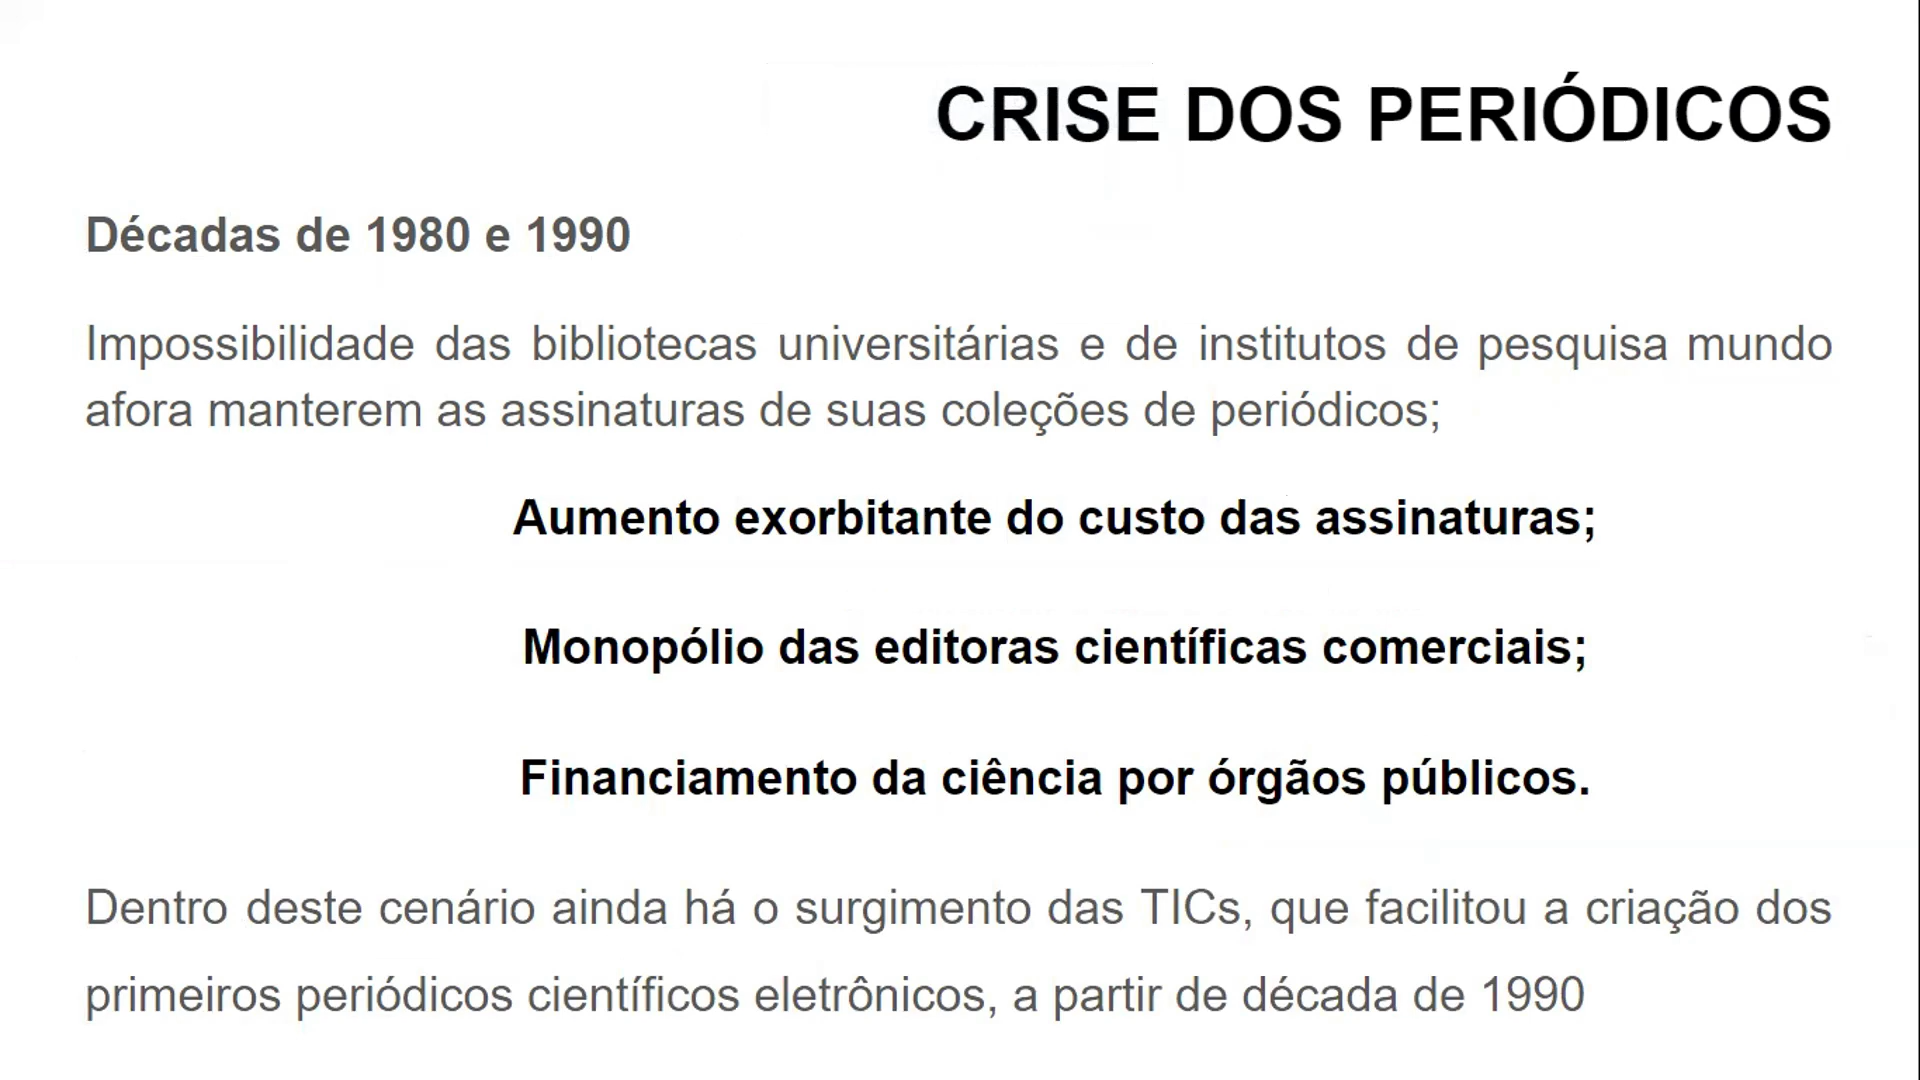 CRISE DOS PERIÓDICOS
Décadas de 1980 e 1990
Impossibilidade das bibliotecas universitárias e de institutos de pesquisa mundo
afora manterem as assinaturas de suas coleções de periódicos;
Aumento exorbitante do custo das assinaturas;
Monopólio das editoras científicas comerciais;
Financiamento da ciência por órgãos públicos.
Dentro deste cenário ainda há o surgimento das TICs, que facilitou a criação dos
primeiros periódicos científicos eletrônicos, a partir de década de 1990